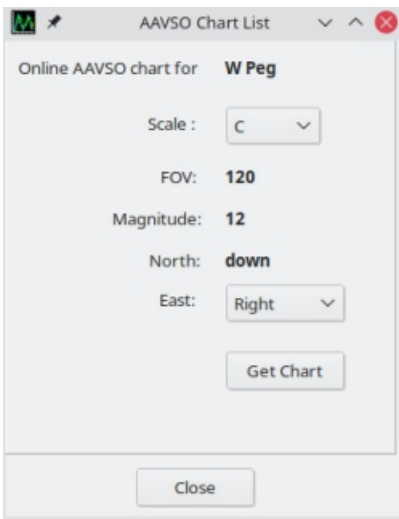 AAVSO Chart List
Online AAVSO chart for W Peg
Scale : C
FOV: 120
Magnitude: 12
North: down
East: Right
Get Chart
Close